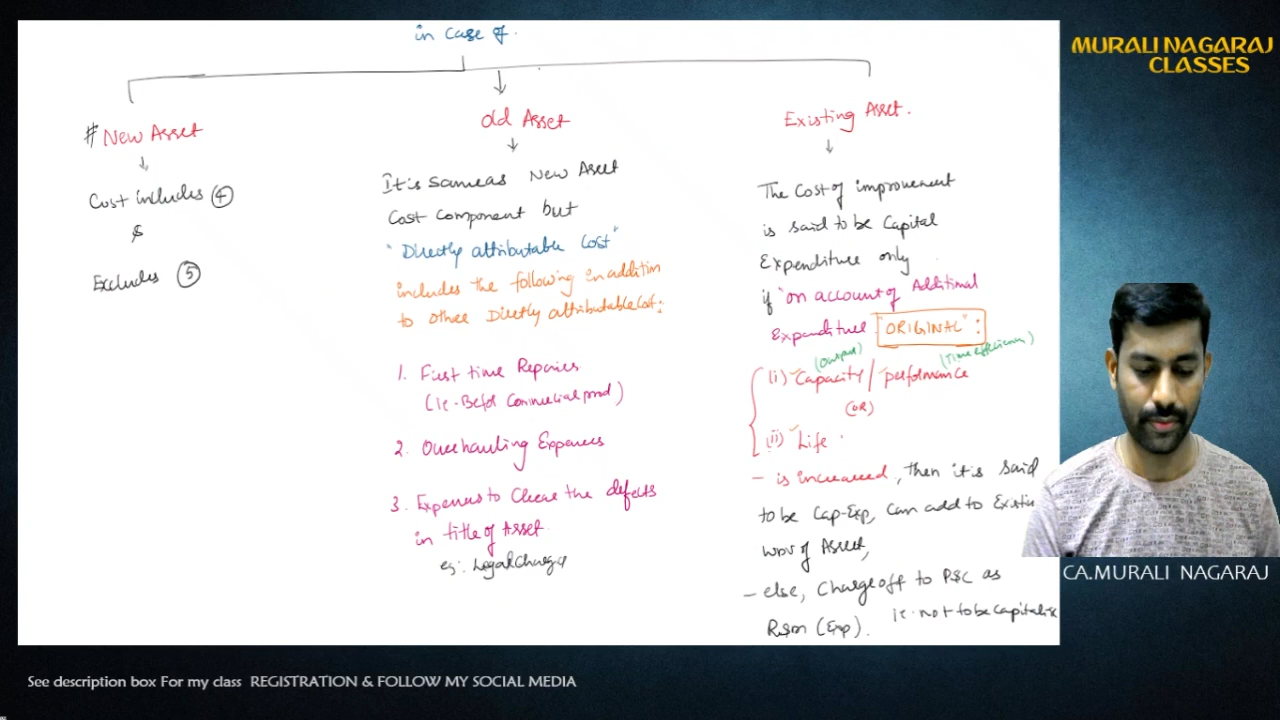 in case of
# New Asset
Cost includes ④
&
Excludes ⑤
Old Asset
It is same as New Asset
Cost component but
"Directly attributable Cost"
includes the following in addition
to other Directly attributable Cost:
1. First time Repairs
(ie - Befor Commercial prod)
2. Overhauling Expenses
3. Expenses to Clear the defects
in title of Asset
eg: Legal Charge
Existing Asset.
The Cost of improvement
is said to be Capital
Expenditure only
if "on account of Additional
Expenditure "ORIGINAL" :
(Output) (Time efficiency)
(i) Capacity / performance
(OR)
(ii) Life
- is increased, then it is said
to be Cap-Exp, Can add to Existin
WDV of Asset,
- else, Charge off to P&L as
R&m (Exp). ie. not to be Capitalise
MURALI NAGARAJ
CLASSES
CA.MURALI NAGARAJ
See description box For my class REGISTRATION & FOLLOW MY SOCIAL MEDIA